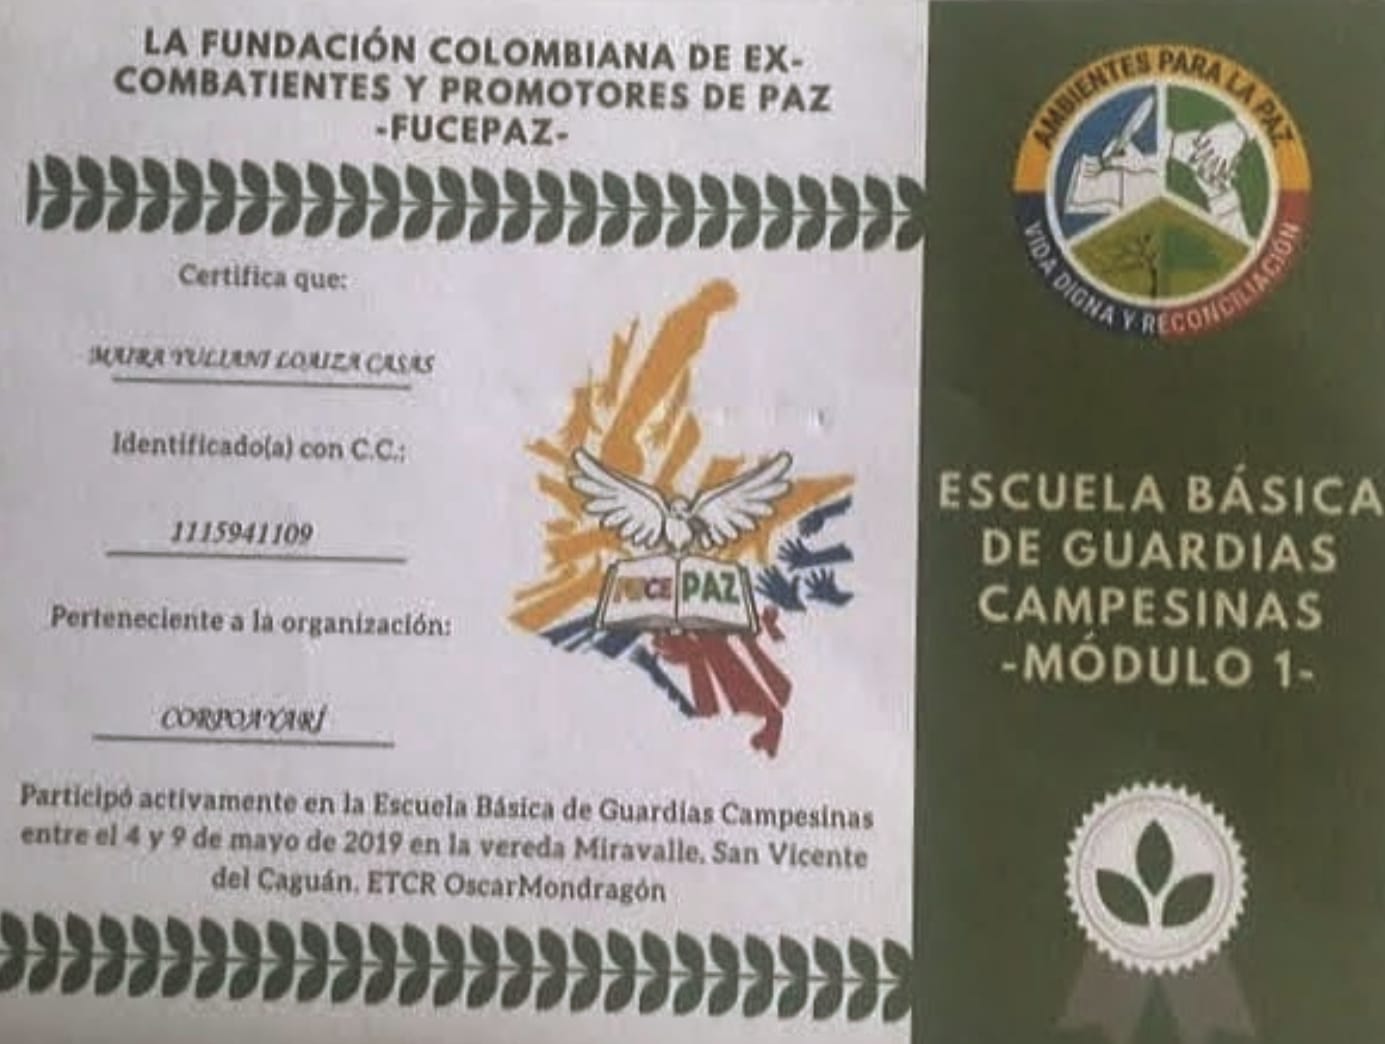 LA FUNDACIÓN COLOMBIANA DE EX-
COMBATIENTES Y PROMOTORES DE PAZ
-FUCEPAZ-
Certifica que:
MAIRA YULIANI LOAIZA CASAS
Identificado(a) con C.C.:
1115941109
Perteneciente a la organización:
CORPOAYARÍ
FUCE PAZ
Participó activamente en la Escuela Básica de Guardias Campesinas
entre el 4 y 9 de mayo de 2019 en la vereda Miravalle, San Vicente
del Caguán. ETCR OscarMondragón
AMBIENTES PARA LA PAZ
VIDA DIGNA Y RECONCILIACIÓN
ESCUELA BÁSICA
DE GUARDIAS
CAMPESINAS
-MÓDULO 1-